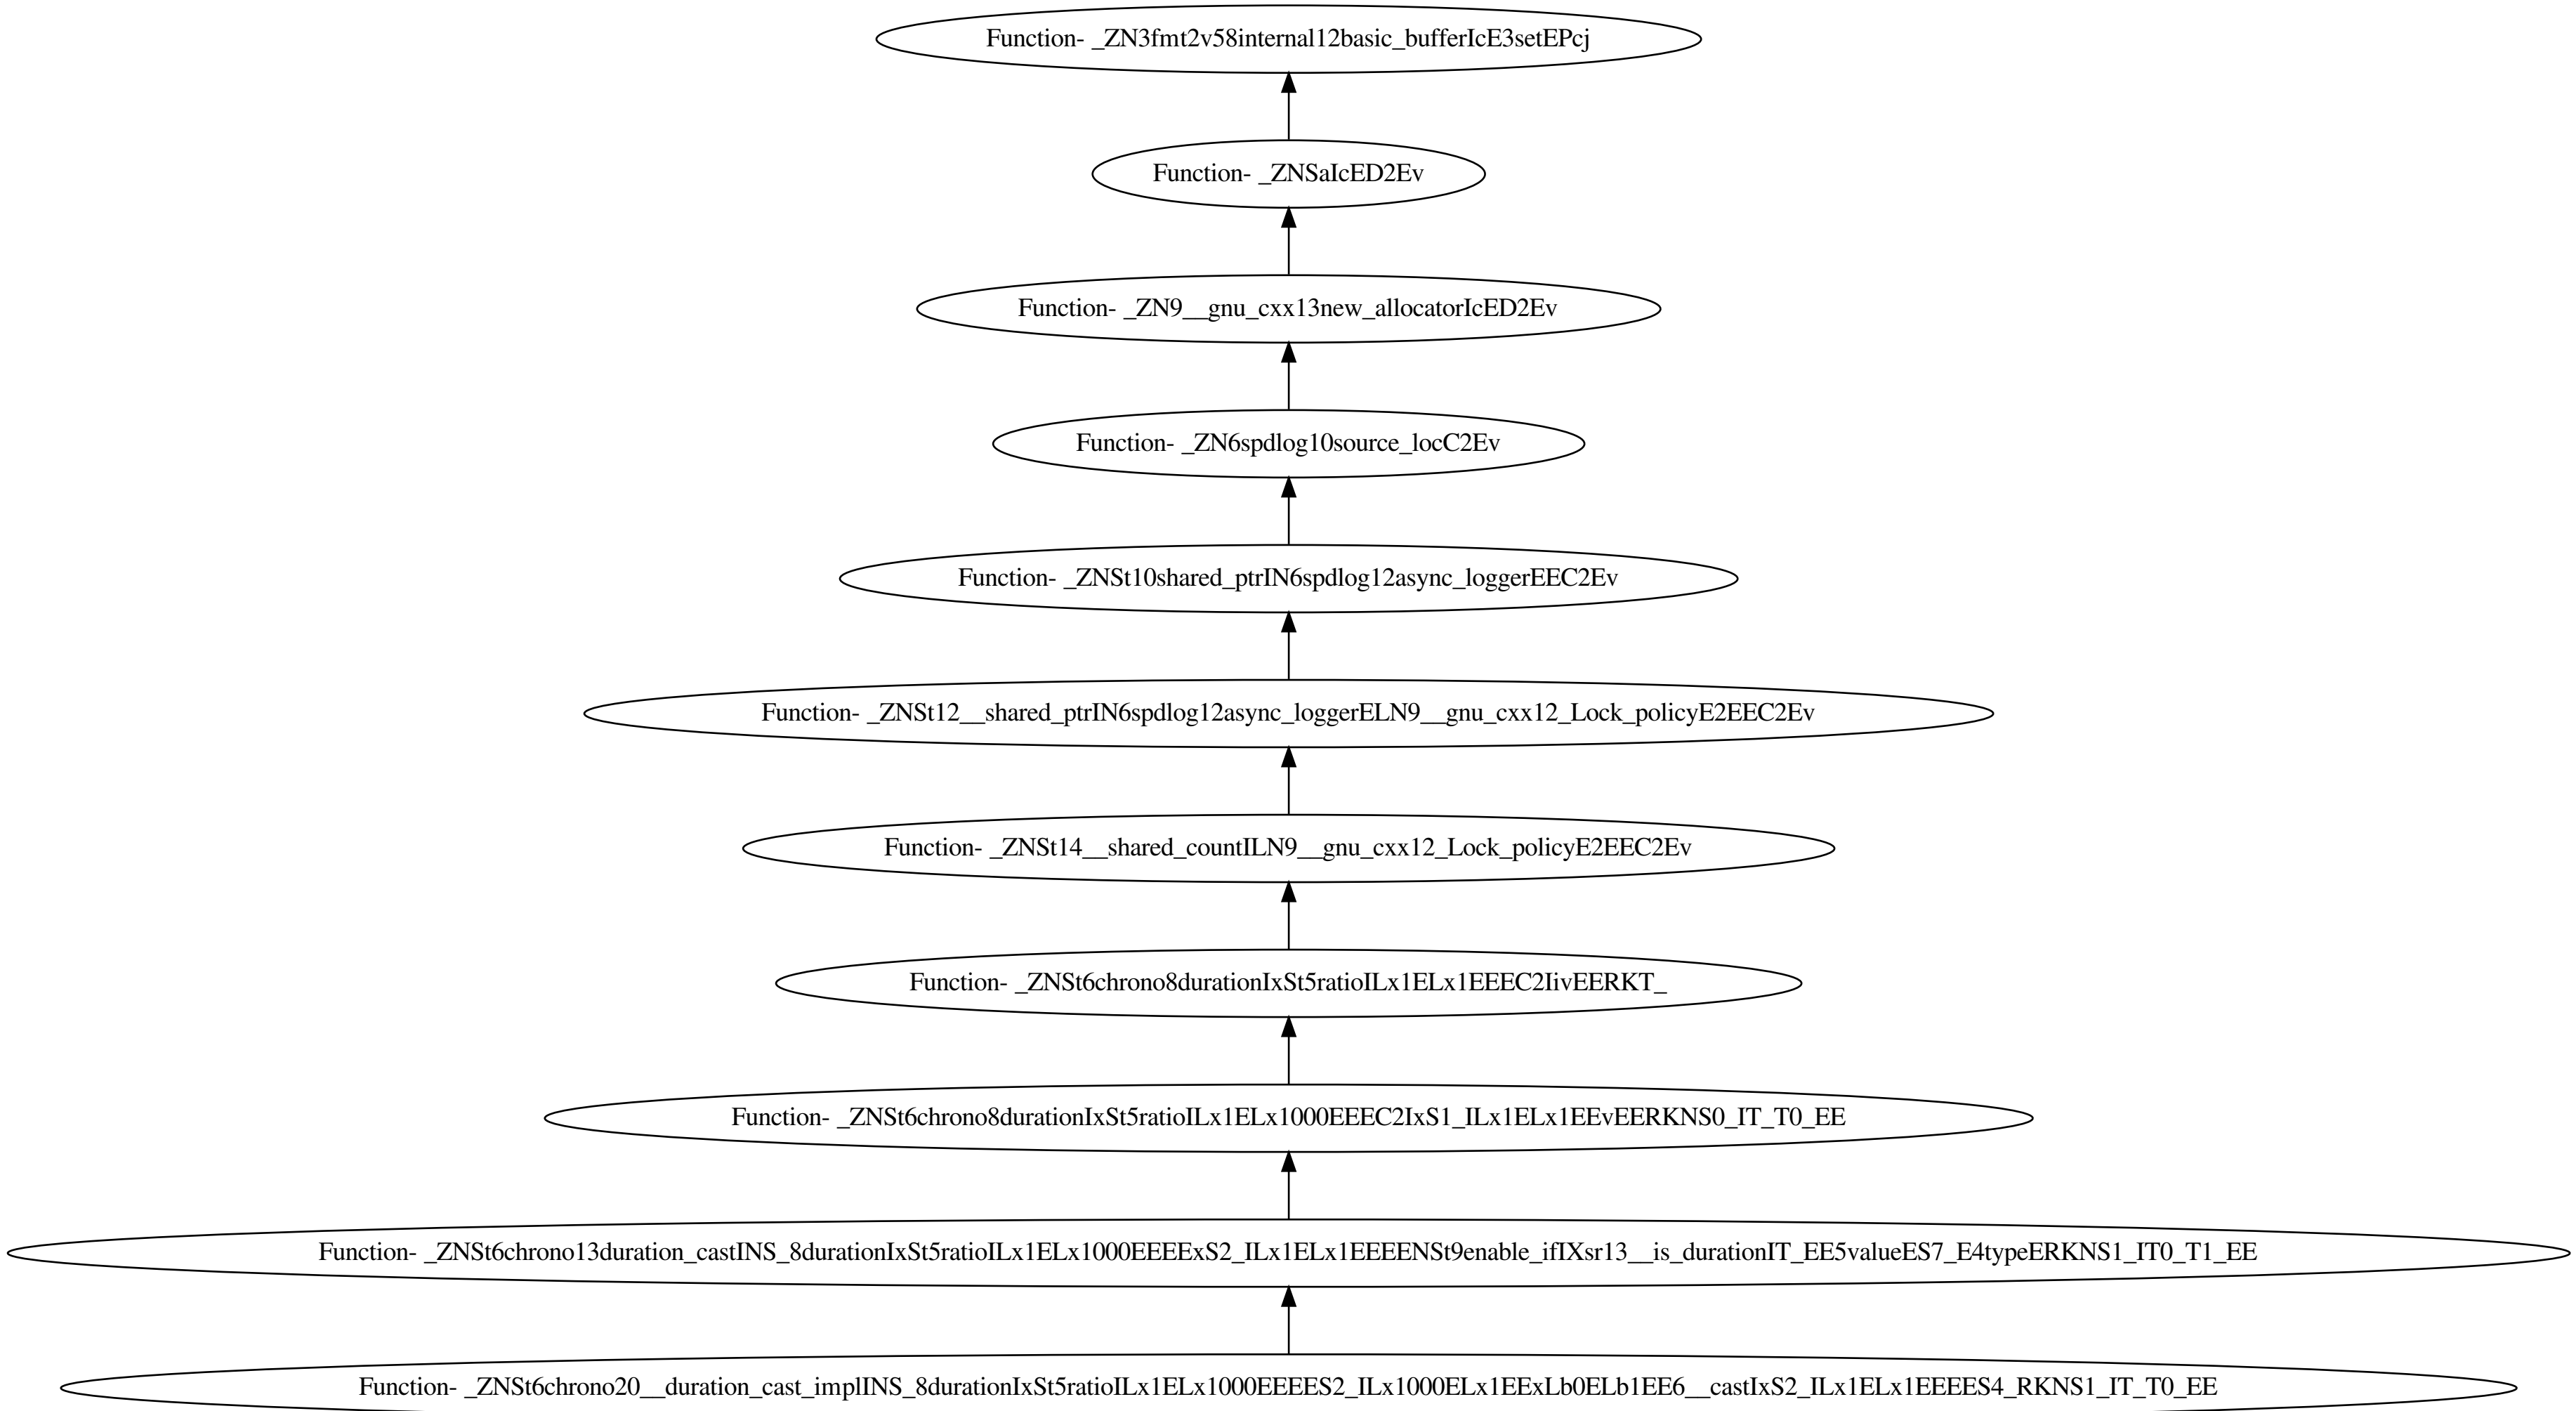 Function- _ZN3fmt2v58internal12basic_bufferIcE3setEPcj
Function- _ZNSaIcED2Ev
Function- _ZN9__gnu_cxx13new_allocatorIcED2Ev
Function- _ZN6spdlog10source_locC2Ev
Function- _ZNSt10shared_ptrIN6spdlog12async_loggerEEC2Ev
Function- _ZNSt12__shared_ptrIN6spdlog12async_loggerELN9__gnu_cxx12_Lock_policyE2EEC2Ev
Function- _ZNSt14__shared_countILN9__gnu_cxx12_Lock_policyE2EEC2Ev
Function- _ZNSt6chrono8durationIxSt5ratioILx1ELx1EEEC2IivEERKT_
Function- _ZNSt6chrono8durationIxSt5ratioILx1ELx1000EEEC2IxS1_ILx1ELx1EEvEERKNS0_IT_T0_EE
Function- _ZNSt6chrono13duration_castINS_8durationIxSt5ratioILx1ELx1000EEEExS2_ILx1ELx1EEEENSt9enable_ifIXsr13__is_durationIT_EE5valueES7_E4typeERKNS1_IT0_T1_EE
Function- _ZNSt6chrono20__duration_cast_implINS_8durationIxSt5ratioILx1ELx1000EEEES2_ILx1000ELx1EExLb0ELb1EE6__castIxS2_ILx1ELx1EEEES4_RKNS1_IT_T0_EE